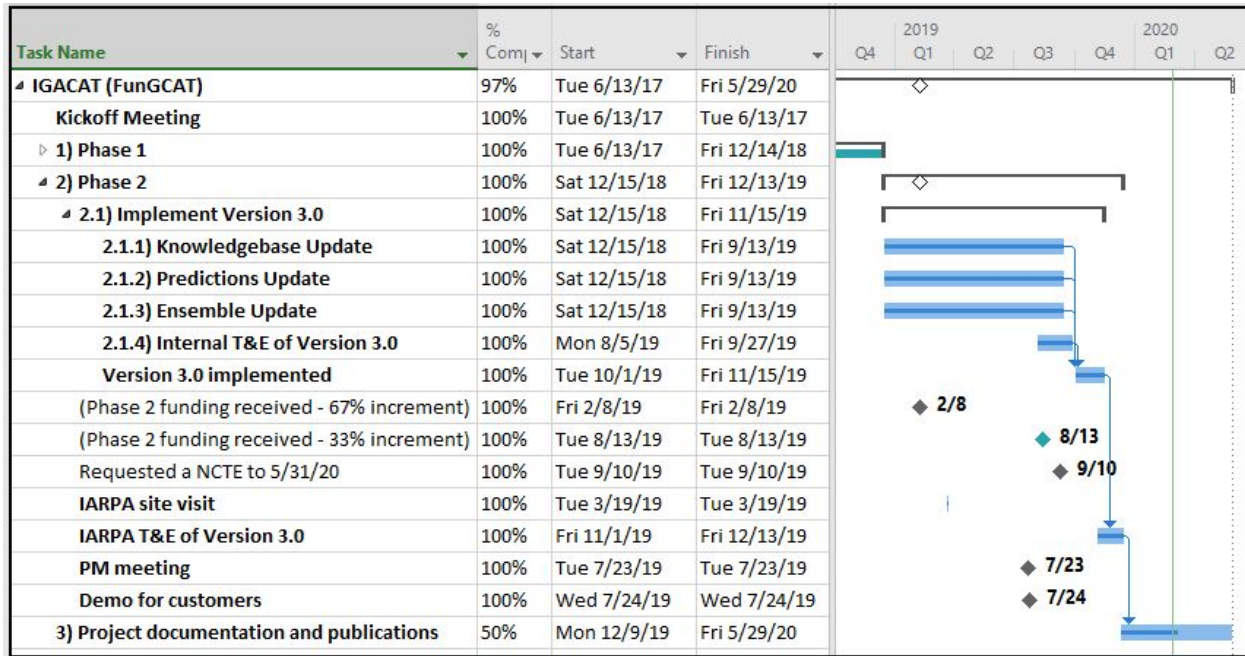 %
2019 2020
Task Name Comp Start Finish Q4 Q1 Q2 Q3 Q4 Q1 Q2
IGACAT (FunGCAT) 97% Tue 6/13/17 Fri 5/29/20
Kickoff Meeting 100% Tue 6/13/17 Tue 6/13/17
1) Phase 1 100% Tue 6/13/17 Fri 12/14/18
2) Phase 2 100% Sat 12/15/18 Fri 12/13/19
2.1) Implement Version 3.0 100% Sat 12/15/18 Fri 11/15/19
2.1.1) Knowledgebase Update 100% Sat 12/15/18 Fri 9/13/19
2.1.2) Predictions Update 100% Sat 12/15/18 Fri 9/13/19
2.1.3) Ensemble Update 100% Sat 12/15/18 Fri 9/13/19
2.1.4) Internal T&E of Version 3.0 100% Mon 8/5/19 Fri 9/27/19
Version 3.0 implemented 100% Tue 10/1/19 Fri 11/15/19
(Phase 2 funding received - 67% increment) 100% Fri 2/8/19 Fri 2/8/19 2/8
(Phase 2 funding received - 33% increment) 100% Tue 8/13/19 Tue 8/13/19 8/13
Requested a NCTE to 5/31/20 100% Tue 9/10/19 Tue 9/10/19 9/10
IARPA site visit 100% Tue 3/19/19 Tue 3/19/19
IARPA T&E of Version 3.0 100% Fri 11/1/19 Fri 12/13/19
PM meeting 100% Tue 7/23/19 Tue 7/23/19 7/23
Demo for customers 100% Wed 7/24/19 Wed 7/24/19 7/24
3) Project documentation and publications 50% Mon 12/9/19 Fri 5/29/20